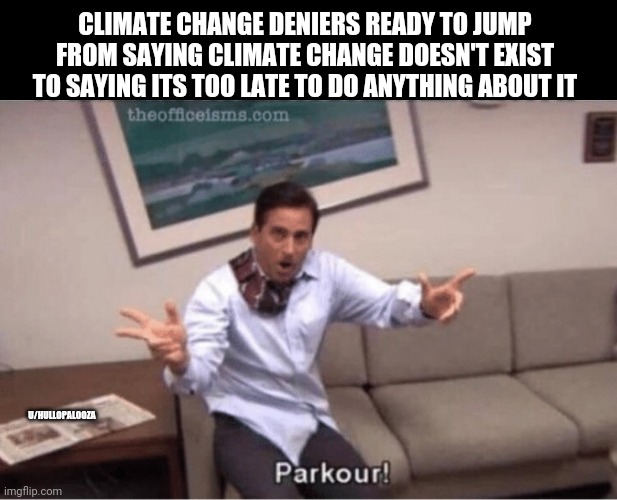 CLIMATE CHANGE DENIERS READY TO JUMP
FROM SAYING CLIMATE CHANGE DOESN'T EXIST
TO SAYING ITS TOO LATE TO DO ANYTHING ABOUT IT
theofficeisms.com
U/HULLOPALOOZA
Parkour!
imgflip.com